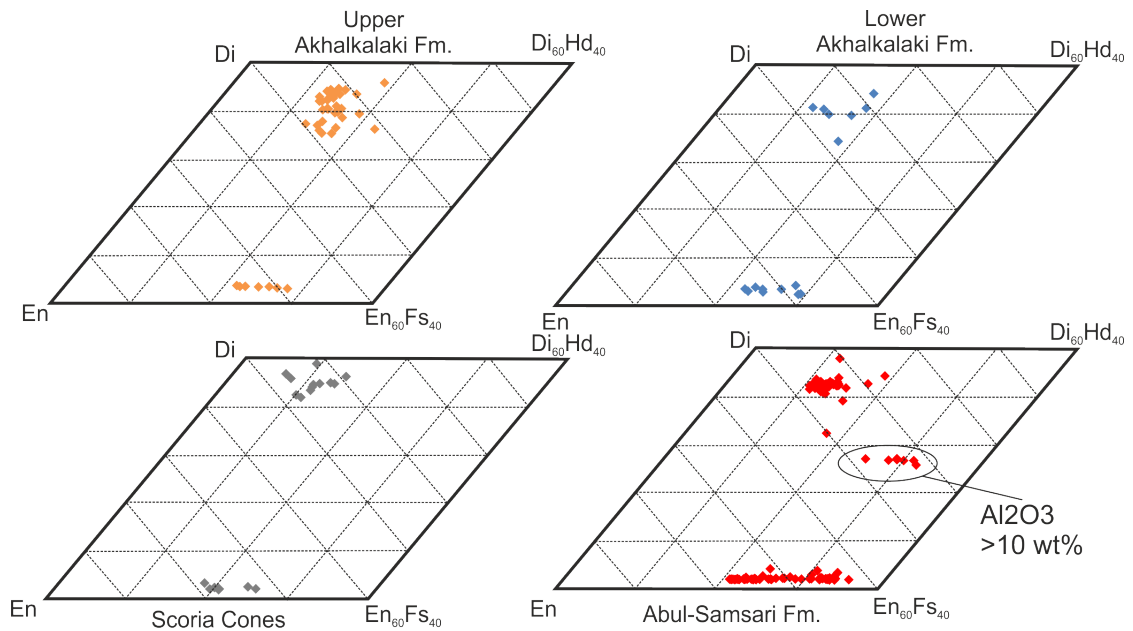 Upper
Akhalkalaki Fm.
Di
Di60Hd40
En
En60Fs40
Lower
Akhalkalaki Fm.
Di
Di60Hd40
En
En60Fs40
Di
Di60Hd40
En
En60Fs40
Scoria Cones
Di
Di60Hd40
Al2O3
>10 wt%
En
En60Fs40
Abul-Samsari Fm.